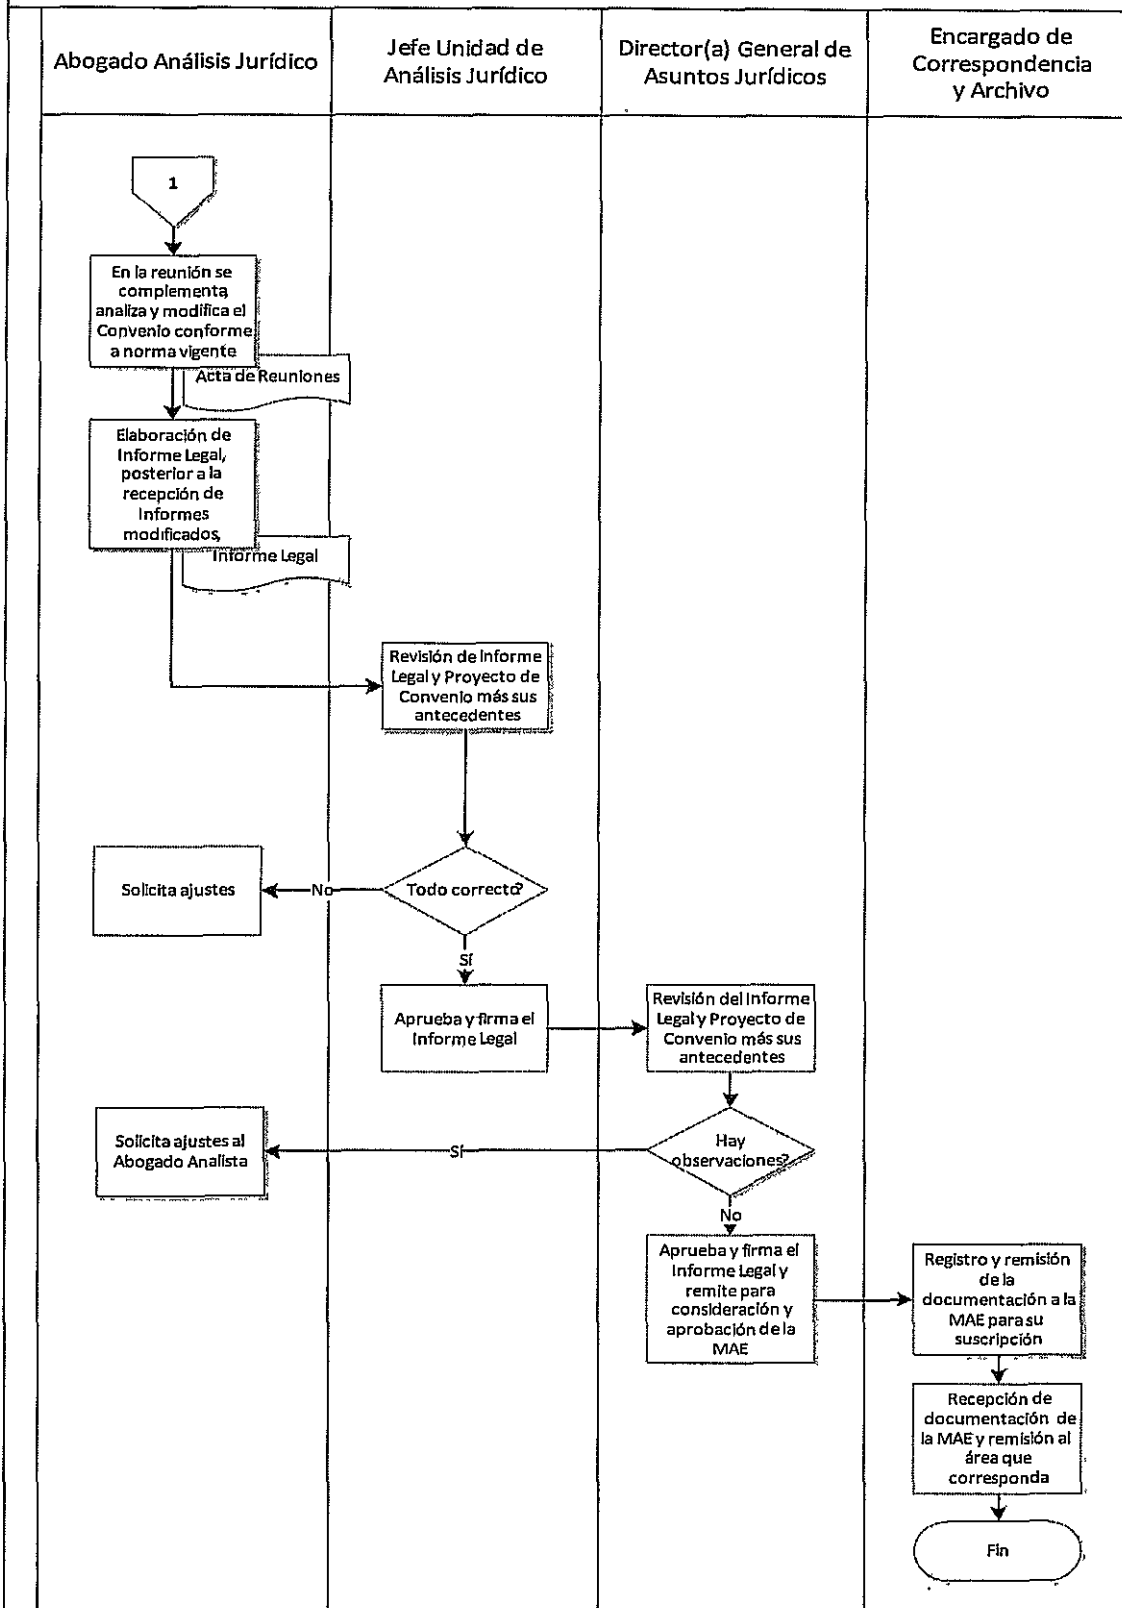 Abogado Análisis Jurídico
Jefe Unidad de
Análisis Jurídico
Director(a) General de
Asuntos Jurídicos
Encargado de
Correspondencia
y Archivo
1
En la reunión se
complementa,
analiza y modifica el
Convenio conforme
a norma vigente
Acta de Reuniones
Elaboración de
Informe Legal,
posterior a la
recepción de
Informes
modificados,
Informe Legal
Revisión de Informe
Legal y Proyecto de
Convenio más sus
antecedentes
Solicita ajustes
No
Todo correcto?
Sí
Aprueba y firma el
Informe Legal
Revisión del Informe
Legal y Proyecto de
Convenio más sus
antecedentes
Solicita ajustes al
Abogado Analista
Sí
Hay
observaciones?
No
Aprueba y firma el
Informe Legal y
remite para
consideración y
aprobación de la
MAE
Registro y remisión
de la
documentación a la
MAE para su
suscripción
Recepción de
documentación de
la MAE y remisión al
área que
corresponda
Fin